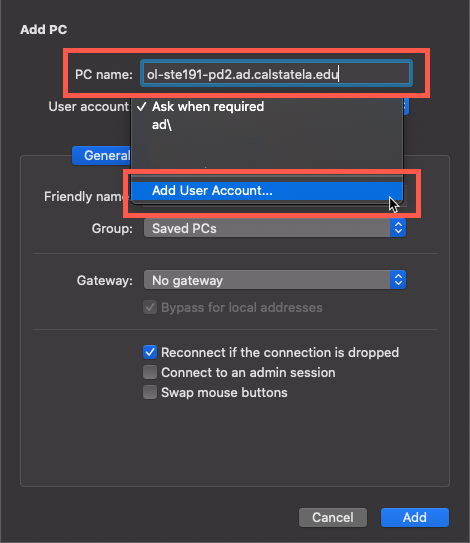 Add PC
PC name: ol-ste191-pd2.ad.calstatela.edu
User account ✓ Ask when required
ad\
General
Add User Account...
Friendly name
Group: Saved PCs
Gateway: No gateway
Bypass for local addresses
Reconnect if the connection is dropped
Connect to an admin session
Swap mouse buttons
Cancel Add